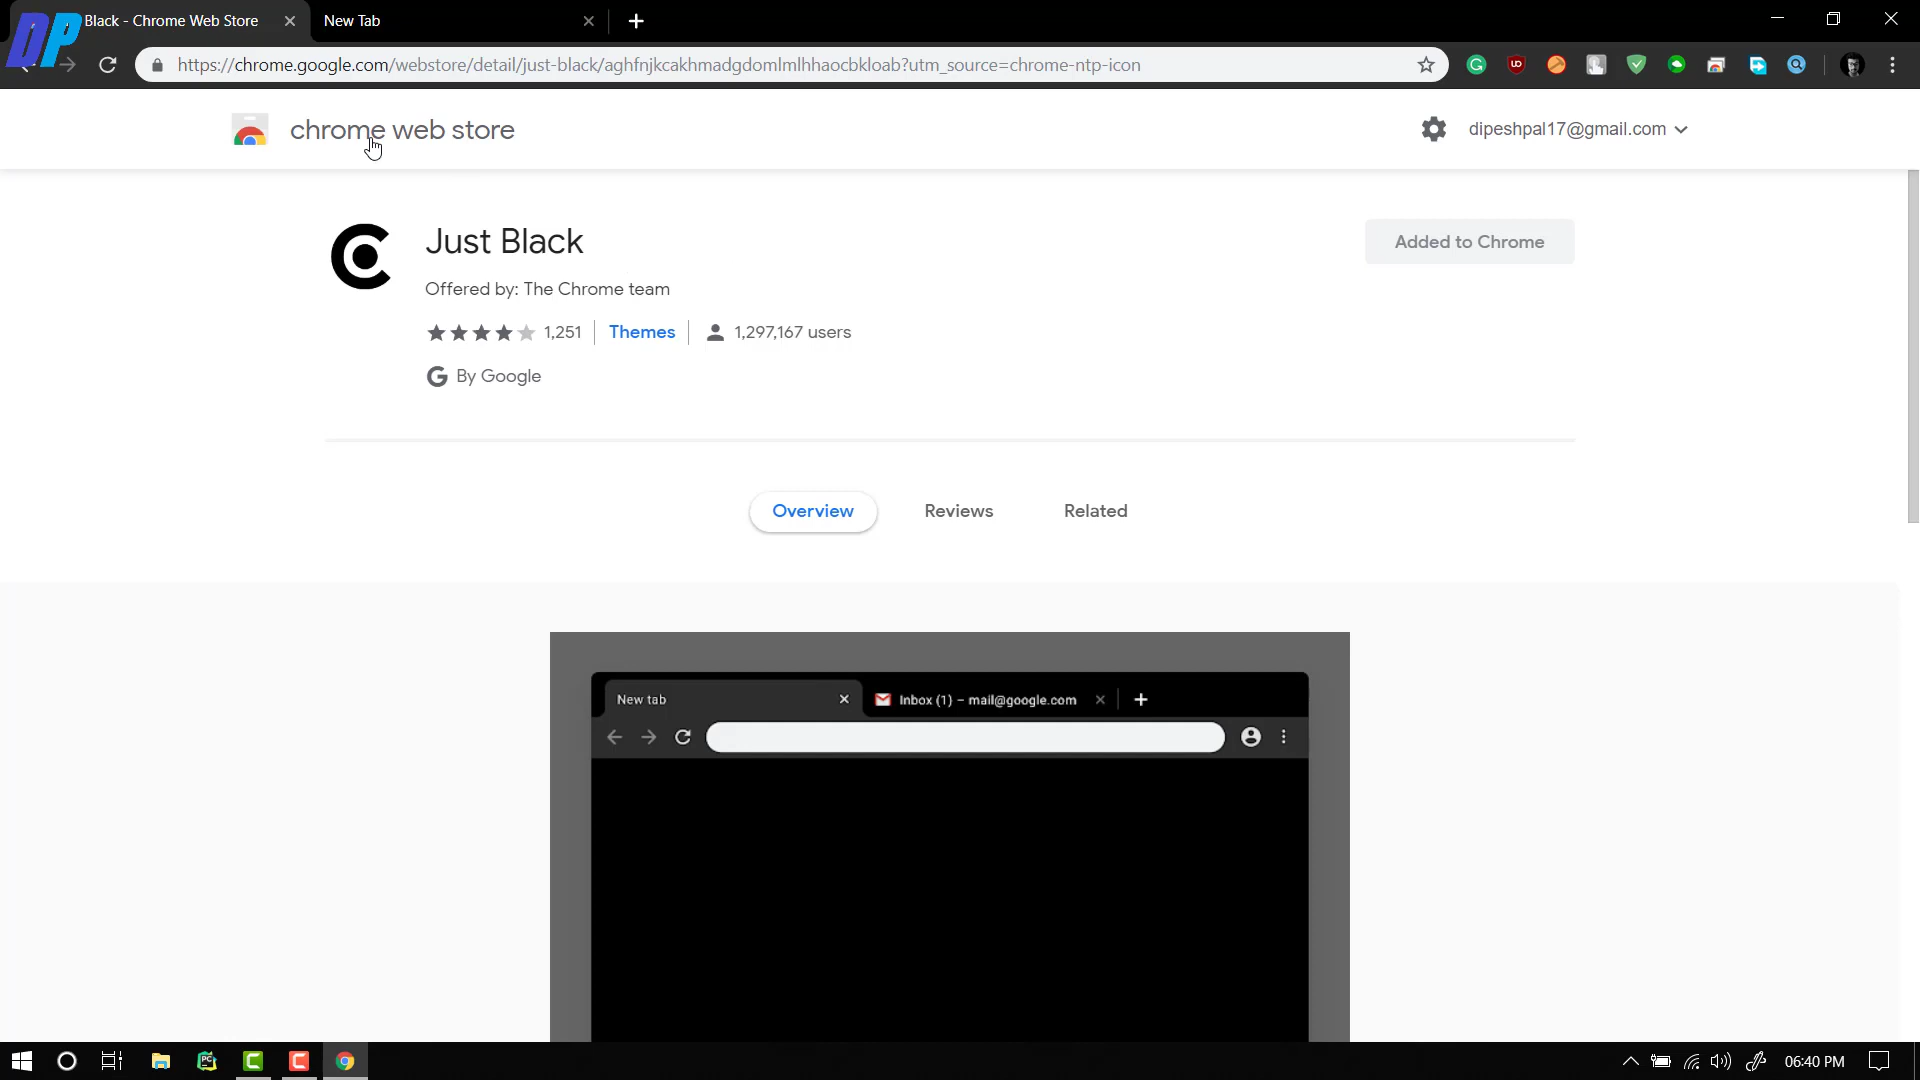 DP
Black - Chrome Web Store
New Tab
https://chrome.google.com/webstore/detail/just-black/aghfnjkcakhmadgdomlmlhhaocbkloab?utm_source=chrome-ntp-icon
chrome web store
dipeshpal17@gmail.com
Just Black
Added to Chrome
Offered by: The Chrome team
1,251
Themes
1,297,167 users
By Google
Overview
Reviews
Related
New tab
Inbox (1) – mail@google.com
06:40 PM